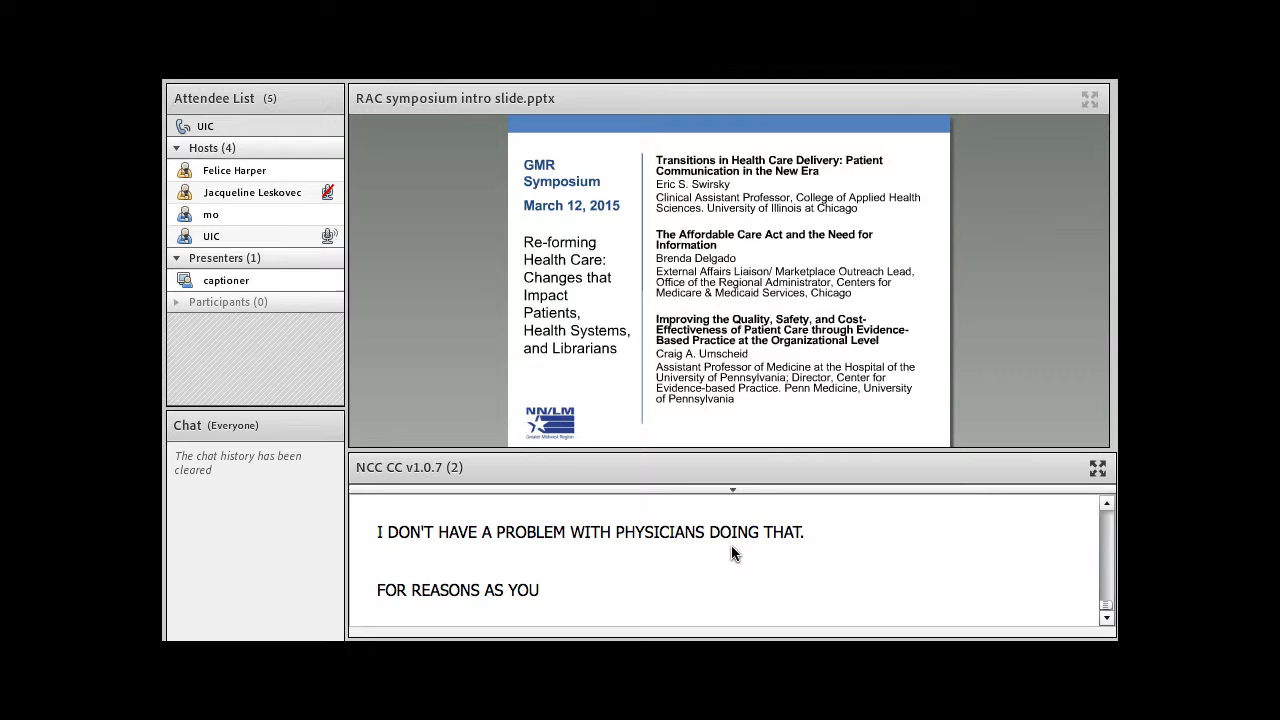 Attendee List (5)
UIC
Hosts (4)
Felice Harper
Jacqueline Leskovec
mo
UIC
Presenters (1)
captioner
Participants (0)
Chat (Everyone)
The chat history has been
cleared
RAC symposium intro slide.pptx
GMR
Symposium
March 12, 2015
Re-forming
Health Care:
Changes that
Impact
Patients,
Health Systems,
and Librarians
NN/LM
Greater Midwest Region
Transitions in Health Care Delivery: Patient
Communication in the New Era
Eric S. Swirsky
Clinical Assistant Professor, College of Applied Health
Sciences. University of Illinois at Chicago
The Affordable Care Act and the Need for
Information
Brenda Delgado
External Affairs Liaison/ Marketplace Outreach Lead,
Office of the Regional Administrator, Centers for
Medicare & Medicaid Services, Chicago
Improving the Quality, Safety, and Cost-
Effectiveness of Patient Care through Evidence-
Based Practice at the Organizational Level
Craig A. Umscheid
Assistant Professor of Medicine at the Hospital of the
University of Pennsylvania; Director, Center for
Evidence-based Practice. Penn Medicine, University
of Pennsylvania
NCC CC v1.0.7 (2)
I DON'T HAVE A PROBLEM WITH PHYSICIANS DOING THAT.
FOR REASONS AS YOU